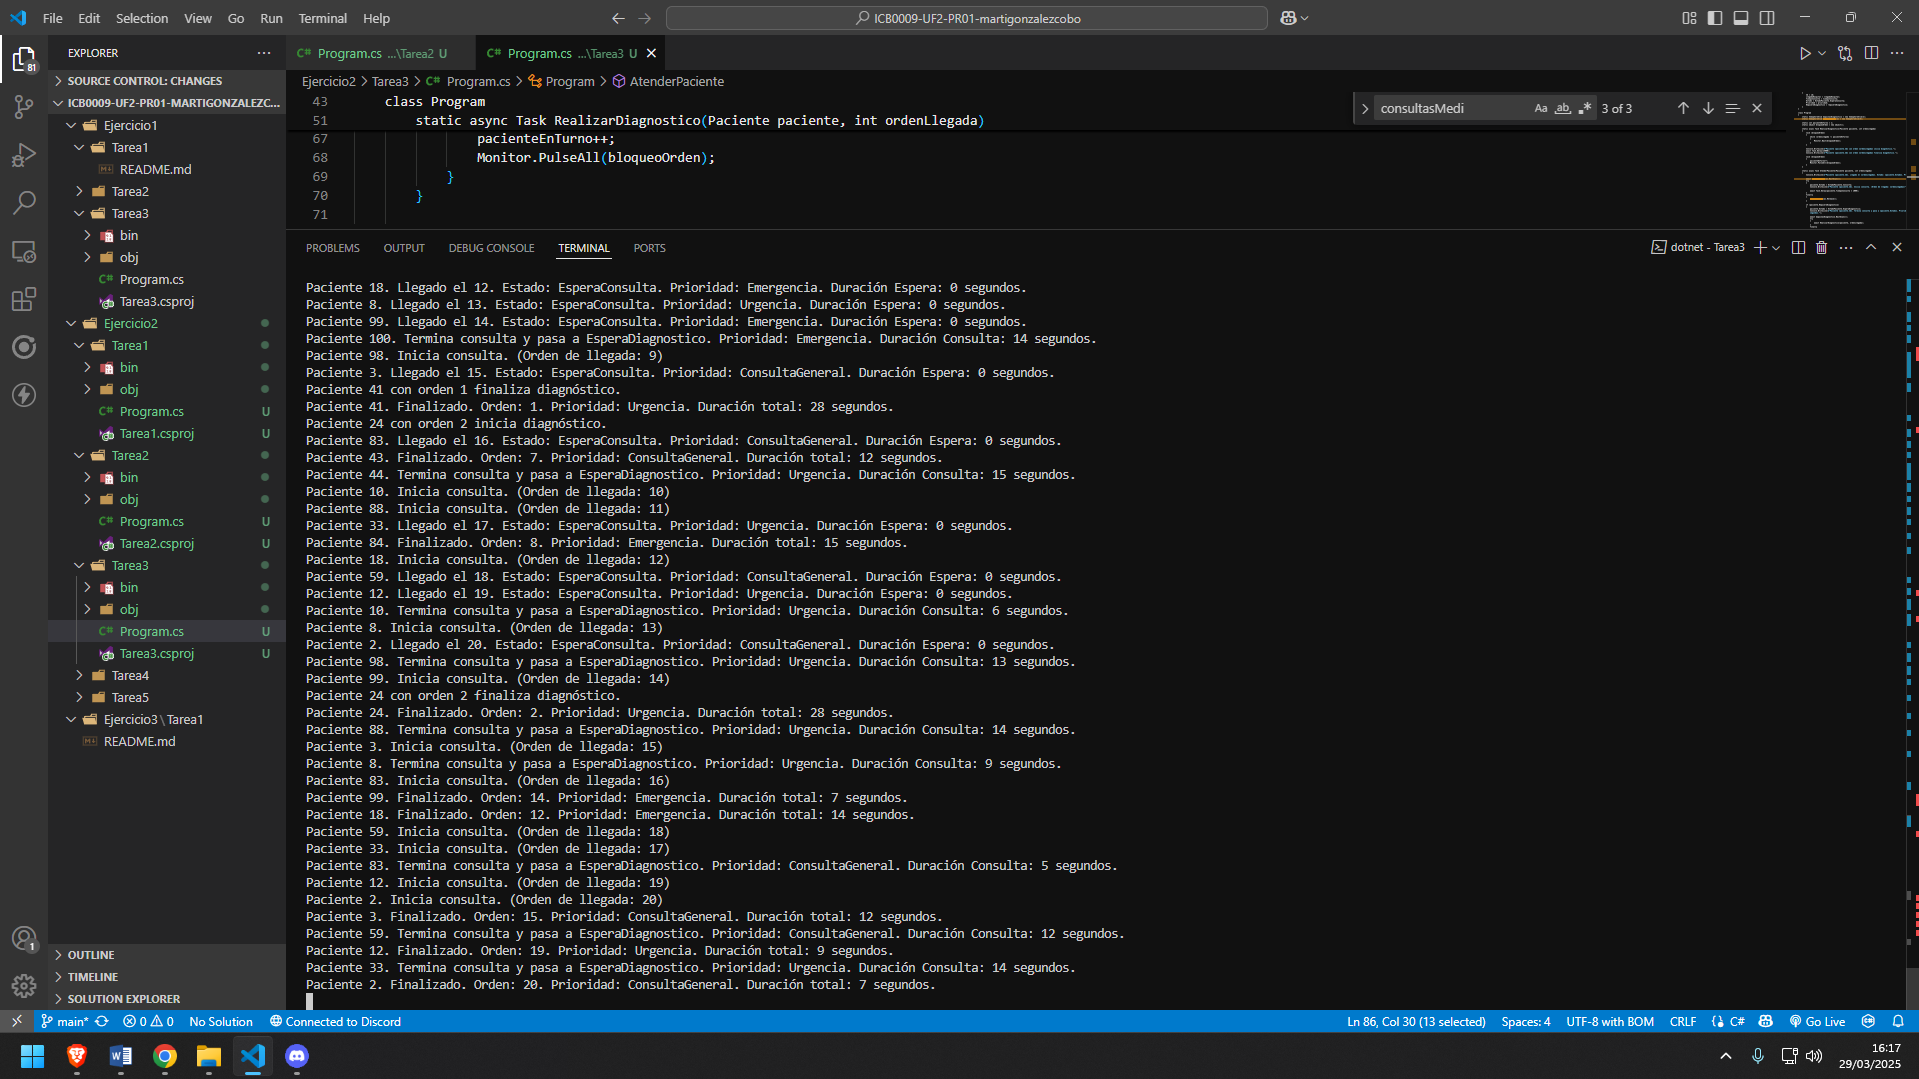 File Edit Selection View Go Run Terminal Help
ICB0009-UF2-PR01-martigonzalezcobo
EXPLORER
Program.cs ...\Tarea2 U
Program.cs ...\Tarea3 U
SOURCE CONTROL: CHANGES
ICB0009-UF2-PR01-MARTIGONZALEZC...
Ejercicio1
Tarea1
README.md
Tarea2
Tarea3
bin
obj
Program.cs
Tarea3.csproj
Ejercicio2
Tarea1
bin
obj
Program.cs U
Tarea1.csproj U
Tarea2
bin
obj
Program.cs U
Tarea2.csproj U
Tarea3
bin
obj
Program.cs U
Tarea3.csproj U
Tarea4
Tarea5
Ejercicio3 \ Tarea1
README.md
OUTLINE
TIMELINE
SOLUTION EXPLORER
81
1
Ejercicio2 > Tarea3 > Program.cs > Program > AtenderPaciente
43 class Program
51 static async Task RealizarDiagnostico(Paciente paciente, int ordenLlegada)
67 pacienteEnTurno++;
68 Monitor.PulseAll(bloqueoOrden);
69 }
70 }
71
consultasMedi Aa ab .* 3 of 3
PROBLEMS OUTPUT DEBUG CONSOLE TERMINAL PORTS
dotnet - Tarea3
Paciente 18. Llegado el 12. Estado: EsperaConsulta. Prioridad: Emergencia. Duración Espera: 0 segundos.
Paciente 8. Llegado el 13. Estado: EsperaConsulta. Prioridad: Urgencia. Duración Espera: 0 segundos.
Paciente 99. Llegado el 14. Estado: EsperaConsulta. Prioridad: Emergencia. Duración Espera: 0 segundos.
Paciente 100. Termina consulta y pasa a EsperaDiagnostico. Prioridad: Emergencia. Duración Consulta: 14 segundos.
Paciente 98. Inicia consulta. (Orden de llegada: 9)
Paciente 3. Llegado el 15. Estado: EsperaConsulta. Prioridad: ConsultaGeneral. Duración Espera: 0 segundos.
Paciente 41 con orden 1 finaliza diagnóstico.
Paciente 41. Finalizado. Orden: 1. Prioridad: Urgencia. Duración total: 28 segundos.
Paciente 24 con orden 2 inicia diagnóstico.
Paciente 83. Llegado el 16. Estado: EsperaConsulta. Prioridad: ConsultaGeneral. Duración Espera: 0 segundos.
Paciente 43. Finalizado. Orden: 7. Prioridad: ConsultaGeneral. Duración total: 12 segundos.
Paciente 44. Termina consulta y pasa a EsperaDiagnostico. Prioridad: Urgencia. Duración Consulta: 15 segundos.
Paciente 10. Inicia consulta. (Orden de llegada: 10)
Paciente 88. Inicia consulta. (Orden de llegada: 11)
Paciente 33. Llegado el 17. Estado: EsperaConsulta. Prioridad: Urgencia. Duración Espera: 0 segundos.
Paciente 84. Finalizado. Orden: 8. Prioridad: Emergencia. Duración total: 15 segundos.
Paciente 18. Inicia consulta. (Orden de llegada: 12)
Paciente 59. Llegado el 18. Estado: EsperaConsulta. Prioridad: ConsultaGeneral. Duración Espera: 0 segundos.
Paciente 12. Llegado el 19. Estado: EsperaConsulta. Prioridad: Urgencia. Duración Espera: 0 segundos.
Paciente 10. Termina consulta y pasa a EsperaDiagnostico. Prioridad: Urgencia. Duración Consulta: 6 segundos.
Paciente 8. Inicia consulta. (Orden de llegada: 13)
Paciente 2. Llegado el 20. Estado: EsperaConsulta. Prioridad: ConsultaGeneral. Duración Espera: 0 segundos.
Paciente 98. Termina consulta y pasa a EsperaDiagnostico. Prioridad: Urgencia. Duración Consulta: 13 segundos.
Paciente 99. Inicia consulta. (Orden de llegada: 14)
Paciente 24 con orden 2 finaliza diagnóstico.
Paciente 24. Finalizado. Orden: 2. Prioridad: Urgencia. Duración total: 28 segundos.
Paciente 88. Termina consulta y pasa a EsperaDiagnostico. Prioridad: Urgencia. Duración Consulta: 14 segundos.
Paciente 3. Inicia consulta. (Orden de llegada: 15)
Paciente 8. Termina consulta y pasa a EsperaDiagnostico. Prioridad: Urgencia. Duración Consulta: 9 segundos.
Paciente 83. Inicia consulta. (Orden de llegada: 16)
Paciente 99. Finalizado. Orden: 14. Prioridad: Emergencia. Duración total: 7 segundos.
Paciente 18. Finalizado. Orden: 12. Prioridad: Emergencia. Duración total: 14 segundos.
Paciente 59. Inicia consulta. (Orden de llegada: 18)
Paciente 33. Inicia consulta. (Orden de llegada: 17)
Paciente 83. Termina consulta y pasa a EsperaDiagnostico. Prioridad: ConsultaGeneral. Duración Consulta: 5 segundos.
Paciente 12. Inicia consulta. (Orden de llegada: 19)
Paciente 2. Inicia consulta. (Orden de llegada: 20)
Paciente 3. Finalizado. Orden: 15. Prioridad: ConsultaGeneral. Duración total: 12 segundos.
Paciente 59. Termina consulta y pasa a EsperaDiagnostico. Prioridad: ConsultaGeneral. Duración Consulta: 12 segundos.
Paciente 12. Finalizado. Orden: 19. Prioridad: Urgencia. Duración total: 9 segundos.
Paciente 33. Termina consulta y pasa a EsperaDiagnostico. Prioridad: Urgencia. Duración Consulta: 14 segundos.
Paciente 2. Finalizado. Orden: 20. Prioridad: ConsultaGeneral. Duración total: 7 segundos.
main* 0 0 No Solution Connected to Discord
Ln 86, Col 30 (13 selected) Spaces: 4 UTF-8 with BOM CRLF C# Go Live
16:17
29/03/2025